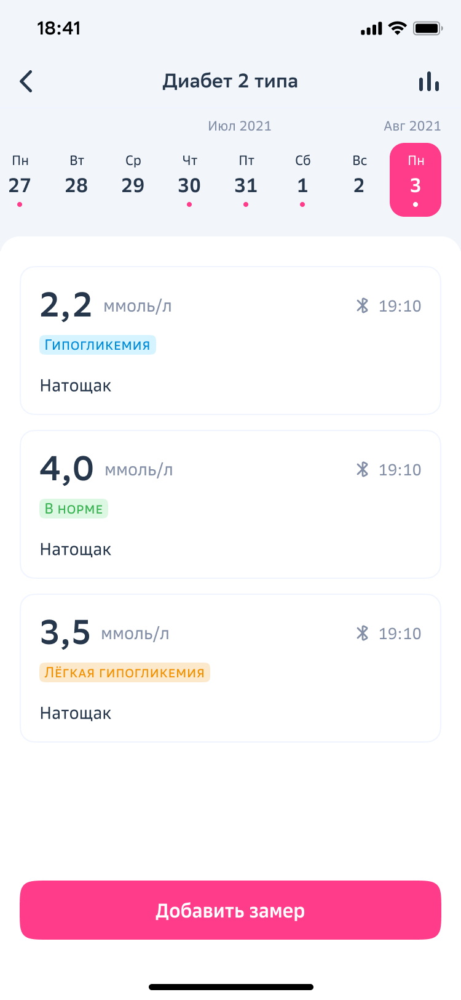 18:41
Диабет 2 типа
Июл 2021 Авг 2021
Пн Вт Ср Чт Пт Сб Вс Пн
27 28 29 30 31 1 2 3
2,2 ммоль/л 19:10
Гипогликемия
Натощак
4,0 ммоль/л 19:10
В норме
Натощак
3,5 ммоль/л 19:10
Лёгкая гипогликемия
Натощак
Добавить замер